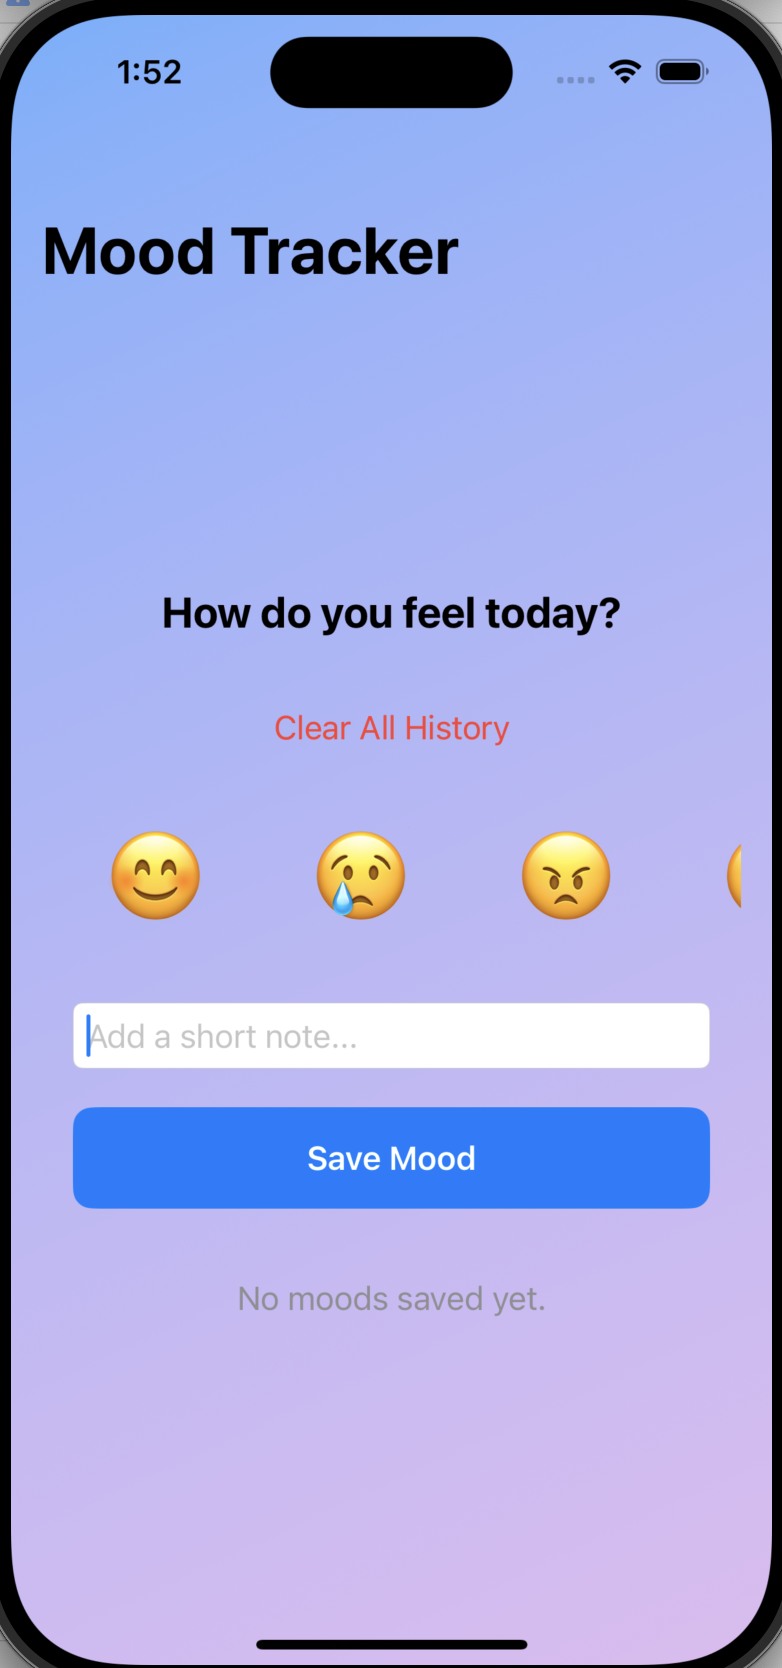 1:52
Mood Tracker
How do you feel today?
Clear All History
Add a short note...
Save Mood
No moods saved yet.